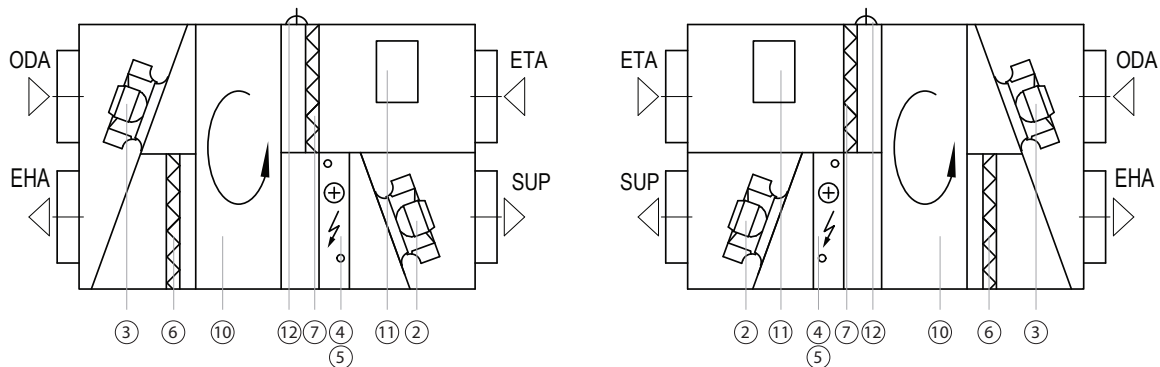 ODA ETA ETA ODA
EHA SUP SUP EHA
3 6 10 12 7 4 11 2 2 11 4 7 12 10 6 3
5 5